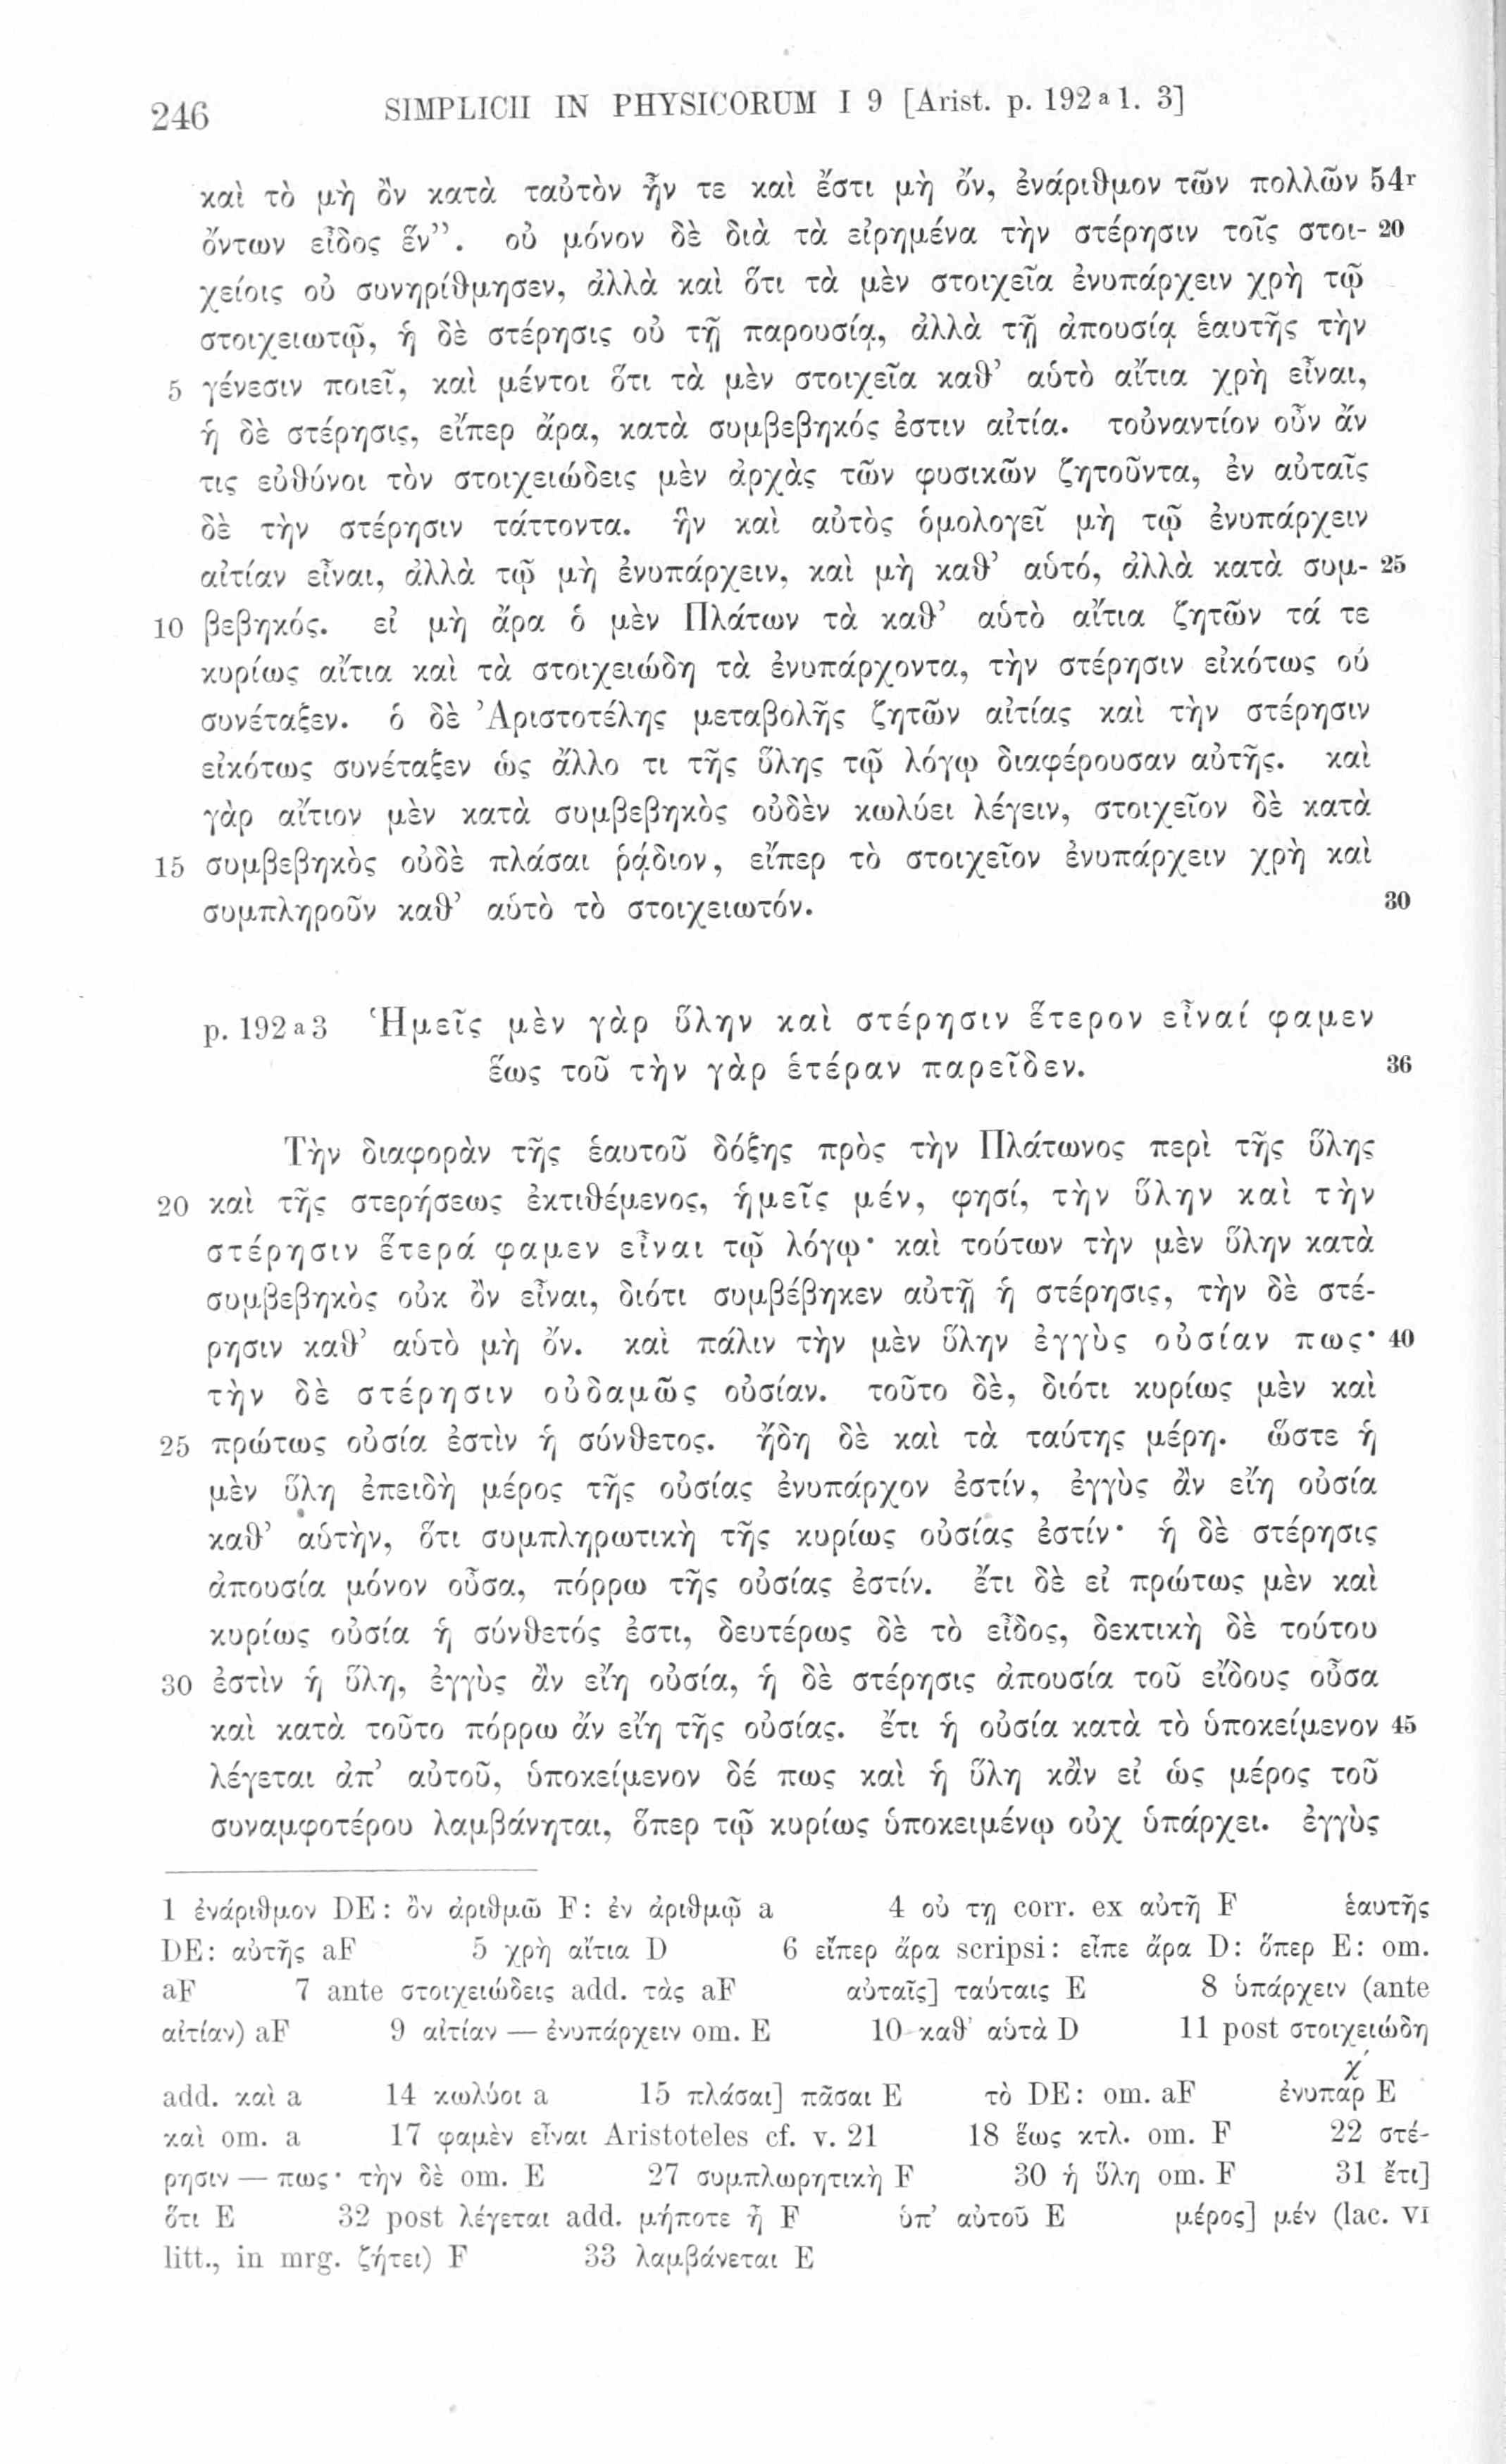 246 SIMPLICII IN PHYSICORUM I 9 [Arist. p. 192 a 1. 3]
καὶ τὸ μὴ ὂν κατὰ ταὐτὸν ἦν τε καὶ ἔστι μὴ ὄν, ἐνάριθμον τῶν πολλῶν 54r
ὄντων εἶδος ἕν”. οὐ μόνον δὲ διὰ τὰ εἰρημένα τὴν στέρησιν τοῖς στοι- 20
χείοις οὐ συνηρίθμησεν, ἀλλὰ καὶ ὅτι τὰ μὲν στοιχεῖα ἐνυπάρχειν χρὴ τῷ
στοιχειωτῷ, ἡ δὲ στέρησις οὐ τῇ παρουσίᾳ, ἀλλὰ τῇ ἀπουσίᾳ ἑαυτῆς τὴν
5 γένεσιν ποιεῖ, καὶ μέντοι ὅτι τὰ μὲν στοιχεῖα καθ’ αὑτὸ αἴτια χρὴ εἶναι,
ἡ δὲ στέρησις, εἴπερ ἄρα, κατὰ συμβεβηκός ἐστιν αἰτία. τοὐναντίον οὖν ἄν
τις εὐθύνοι τὸν στοιχειώδεις μὲν ἀρχὰς τῶν φυσικῶν ζητοῦντα, ἐν αὐταῖς
δὲ τὴν στέρησιν τάττοντα. ἣν καὶ αὐτὸς ὁμολογεῖ μὴ τῷ ἐνυπάρχειν
αἰτίαν εἶναι, ἀλλὰ τῷ μὴ ἐνυπάρχειν, καὶ μὴ καθ’ αὑτό, ἀλλὰ κατὰ συμ- 25
10 βεβηκός. εἰ μὴ ἄρα ὁ μὲν Πλάτων τὰ καθ’ αὑτὸ αἴτια ζητῶν τά τε
κυρίως αἴτια καὶ τὰ στοιχειώδη τὰ ἐνυπάρχοντα, τὴν στέρησιν εἰκότως οὐ
συνέταξεν. ὁ δὲ Ἀριστοτέλης μεταβολῆς ζητῶν αἰτίας καὶ τὴν στέρησιν
εἰκότως συνέταξεν ὡς ἄλλο τι τῆς ὕλης τῷ λόγῳ διαφέρουσαν αὐτῆς. καὶ
γὰρ αἴτιον μὲν κατὰ συμβεβηκὸς οὐδὲν κωλύει λέγειν, στοιχεῖον δὲ κατὰ
15 συμβεβηκὸς οὐδὲ πλάσαι ῥᾴδιον, εἴπερ τὸ στοιχεῖον ἐνυπάρχειν χρὴ καὶ
συμπληροῦν καθ’ αὑτὸ τὸ στοιχειωτόν. 30
p. 192 a 3 Ἡμεῖς μὲν γὰρ ὕλην καὶ στέρησιν ἕτερον εἶναί φαμεν
ἕως τοῦ τὴν γὰρ ἑτέραν παρεῖδεν. 36
Τὴν διαφορὰν τῆς ἑαυτοῦ δόξης πρὸς τὴν Πλάτωνος περὶ τῆς ὕλης
20 καὶ τῆς στερήσεως ἐκτιθέμενος, ἡμεῖς μέν, φησί, τὴν ὕλην καὶ τὴν
στέρησιν ἕτερά φαμεν εἶναι τῷ λόγῳ· καὶ τούτων τὴν μὲν ὕλην κατὰ
συμβεβηκὸς οὐκ ὂν εἶναι, διότι συμβέβηκεν αὐτῇ ἡ στέρησις, τὴν δὲ στέ-
ρησιν καθ’ αὑτὸ μὴ ὄν. καὶ πάλιν τὴν μὲν ὕλην ἐγγὺς οὐσίαν πως· 40
τὴν δὲ στέρησιν οὐδαμῶς οὐσίαν. τοῦτο δέ, διότι κυρίως μὲν καὶ
25 πρώτως οὐσία ἐστὶν ἡ σύνθετος. ἤδη δὲ καὶ τὰ ταύτης μέρη. ὥστε ἡ
μὲν ὕλη ἐπειδὴ μέρος τῆς οὐσίας ἐνυπάρχον ἐστίν, ἐγγὺς ἂν εἴη οὐσία
καθ’ αὑτὴν, ὅτι συμπληρωτικὴ τῆς κυρίως οὐσίας ἐστίν· ἡ δὲ στέρησις
ἀπουσία μόνον οὖσα, πόρρω τῆς οὐσίας ἐστίν. ἔτι δὲ εἰ πρώτως μὲν καὶ
κυρίως οὐσία ἡ σύνθετός ἐστι, δευτέρως δὲ τὸ εἶδος, δεκτικὴ δὲ τούτου
30 ἐστὶν ἡ ὕλη, ἐγγὺς ἂν εἴη οὐσία, ἡ δὲ στέρησις ἀπουσία τοῦ εἴδους οὖσα
καὶ κατὰ τοῦτο πόρρω ἂν εἴη τῆς οὐσίας. ἔτι ἡ οὐσία κατὰ τὸ ὑποκείμενον 45
λέγεται ἀπ’ αὐτοῦ, ὑποκείμενον δέ πως καὶ ἡ ὕλη κἂν εἰ ὡς μέρος τοῦ
συναμφοτέρου λαμβάνηται, ὅπερ τῷ κυρίως ὑποκειμένῳ οὐχ ὑπάρχει. ἐγγὺς
1 ἐνάριθμον DE: ὂν ἀριθμῶ F: ἐν ἀριθμῷ a 4 οὐ τῃ corr. ex αὐτῆ F ἑαυτῆς
DE: αὐτῆς aF 5 χρὴ αἴτια D 6 εἴπερ ἄρα scripsi: εἶπε ἄρα D: ὅπερ E: om.
aF 7 ante στοιχειώδεις add. τὰς aF αὐταῖς] ταύταις E 8 ὑπάρχειν (ante
αἰτίαν) aF 9 αἰτίαν — ἐνυπάρχειν om. E 10 καθ’ αὑτὰ D 11 post στοιχειώδη
add. καὶ a 14 κωλύοι a 15 πλάσαι] πᾶσαι E τὸ DE: om. aF ἐνυπαρχ́ E
καὶ om. a 17 φαμὲν εἶναι Aristoteles cf. v. 21 18 ἕως κτλ. om. F 22 στέ-
ρησιν — πως· τὴν δὲ om. E 27 συμπλωρητικὴ F 30 ἡ ὕλη om. F 31 ἔτι]
ὅτι E 32 post λέγεται add. μήποτε ἢ F ὑπ’ αὐτοῦ E μέρος] μέν (lac. VI
litt., in mrg. ζήτει) F 33 λαμβάνεται E